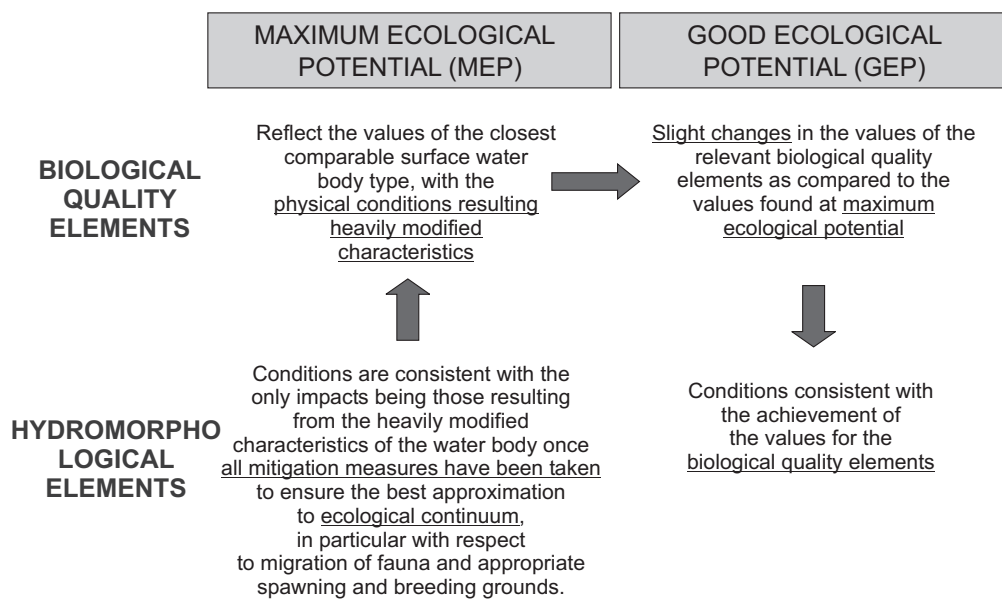 MAXIMUM ECOLOGICAL
POTENTIAL (MEP)
GOOD ECOLOGICAL
POTENTIAL (GEP)
BIOLOGICAL
QUALITY
ELEMENTS
Reflect the values of the closest
comparable surface water
body type, with the
physical conditions resulting
heavily modified
characteristics
Slight changes in the values of the
relevant biological quality
elements as compared to the
values found at maximum
ecological potential
HYDROMORPHO
LOGICAL
ELEMENTS
Conditions are consistent with the
only impacts being those resulting
from the heavily modified
characteristics of the water body once
all mitigation measures have been taken
to ensure the best approximation
to ecological continuum,
in particular with respect
to migration of fauna and appropriate
spawning and breeding grounds.
Conditions consistent with
the achievement of
the values for the
biological quality elements